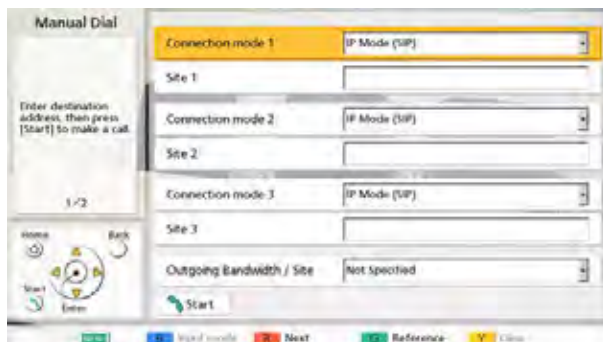 Manual Dial
Connection mode 1
IP Mode (SIP)
Site 1
Enter destination
address, then press
[Start] to make a call.
Connection mode 2
IP Mode (SIP)
Site 2
1/2
Connection mode 3
IP Mode (SIP)
Site 3
Home
Back
Outgoing Bandwidth / Site
Not Specified
Start
Enter
Start
B Input mode
R Next
G Reference
Y Clear